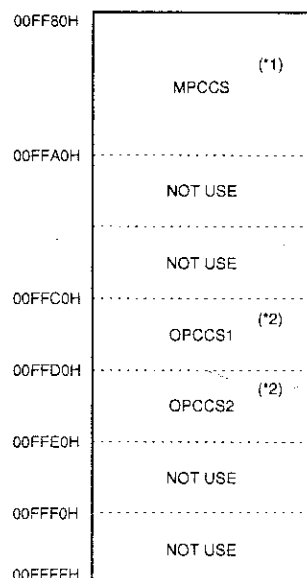 00FF80H
(*1)
MPCCS
00FFA0H
NOT USE
NOT USE
00FFC0H
(*2)
OPCCS1
00FFD0H
(*2)
OPCCS2
00FFE0H
NOT USE
00FFF0H
NOT USE
00FFFFH